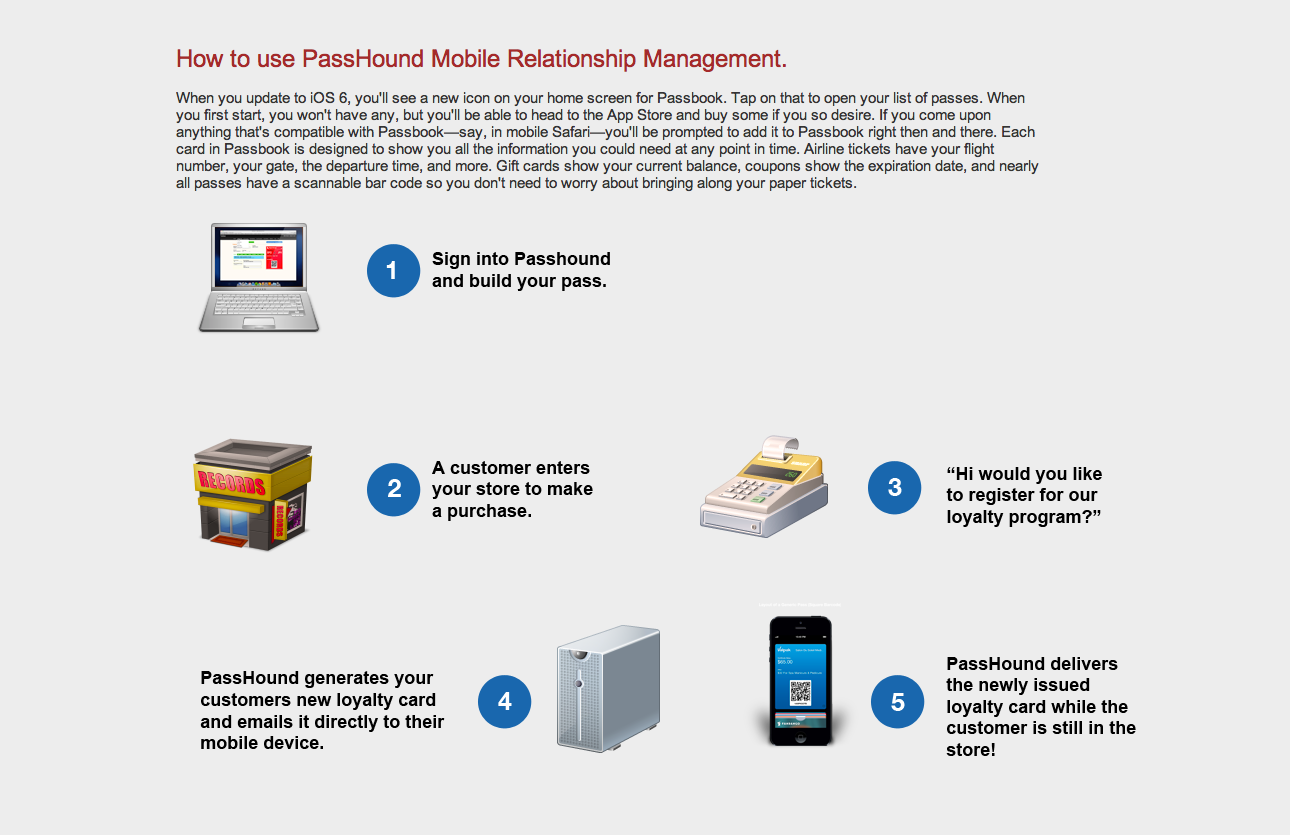 How to use PassHound Mobile Relationship Management.
When you update to iOS 6, you'll see a new icon on your home screen for Passbook. Tap on that to open your list of passes. When
you first start, you won't have any, but you'll be able to head to the App Store and buy some if you so desire. If you come upon
anything that's compatible with Passbook—say, in mobile Safari—you'll be prompted to add it to Passbook right then and there. Each
card in Passbook is designed to show you all the information you could need at any point in time. Airline tickets have your flight
number, your gate, the departure time, and more. Gift cards show your current balance, coupons show the expiration date, and nearly
all passes have a scannable bar code so you don't need to worry about bringing along your paper tickets.
1
Sign into Passhound
and build your pass.
RECORDS
RECORDS
2
A customer enters
your store to make
a purchase.
3
“Hi would you like
to register for our
loyalty program?”
PassHound generates your
customers new loyalty card
and emails it directly to their
mobile device.
4
5
PassHound delivers
the newly issued
loyalty card while the
customer is still in the
store!